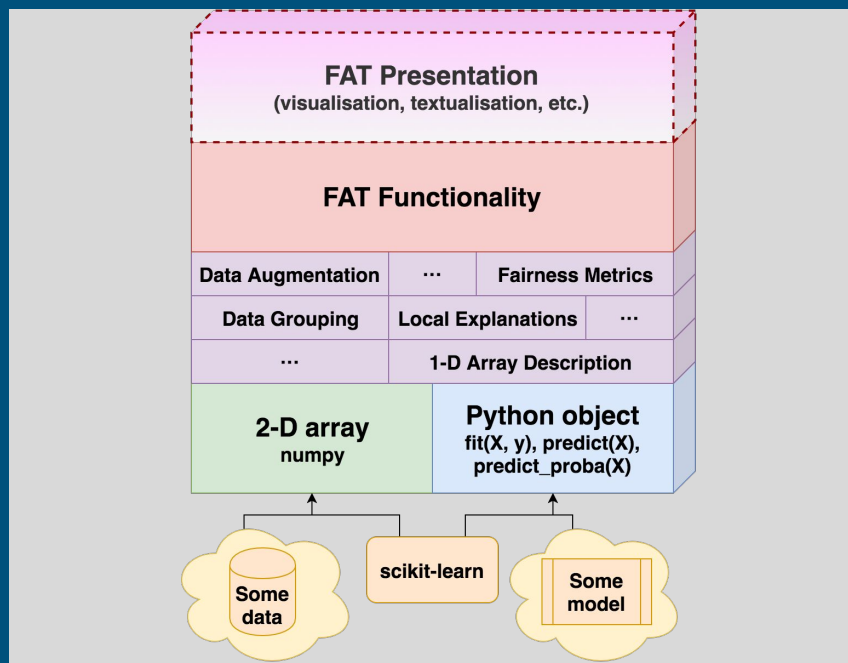 FAT Presentation
(visualisation, textualisation, etc.)
FAT Functionality
Data Augmentation
...
Fairness Metrics
Data Grouping
Local Explanations
...
...
1-D Array Description
2-D array
numpy
Python object
fit(X, y), predict(X),
predict_proba(X)
Some
data
scikit-learn
Some
model